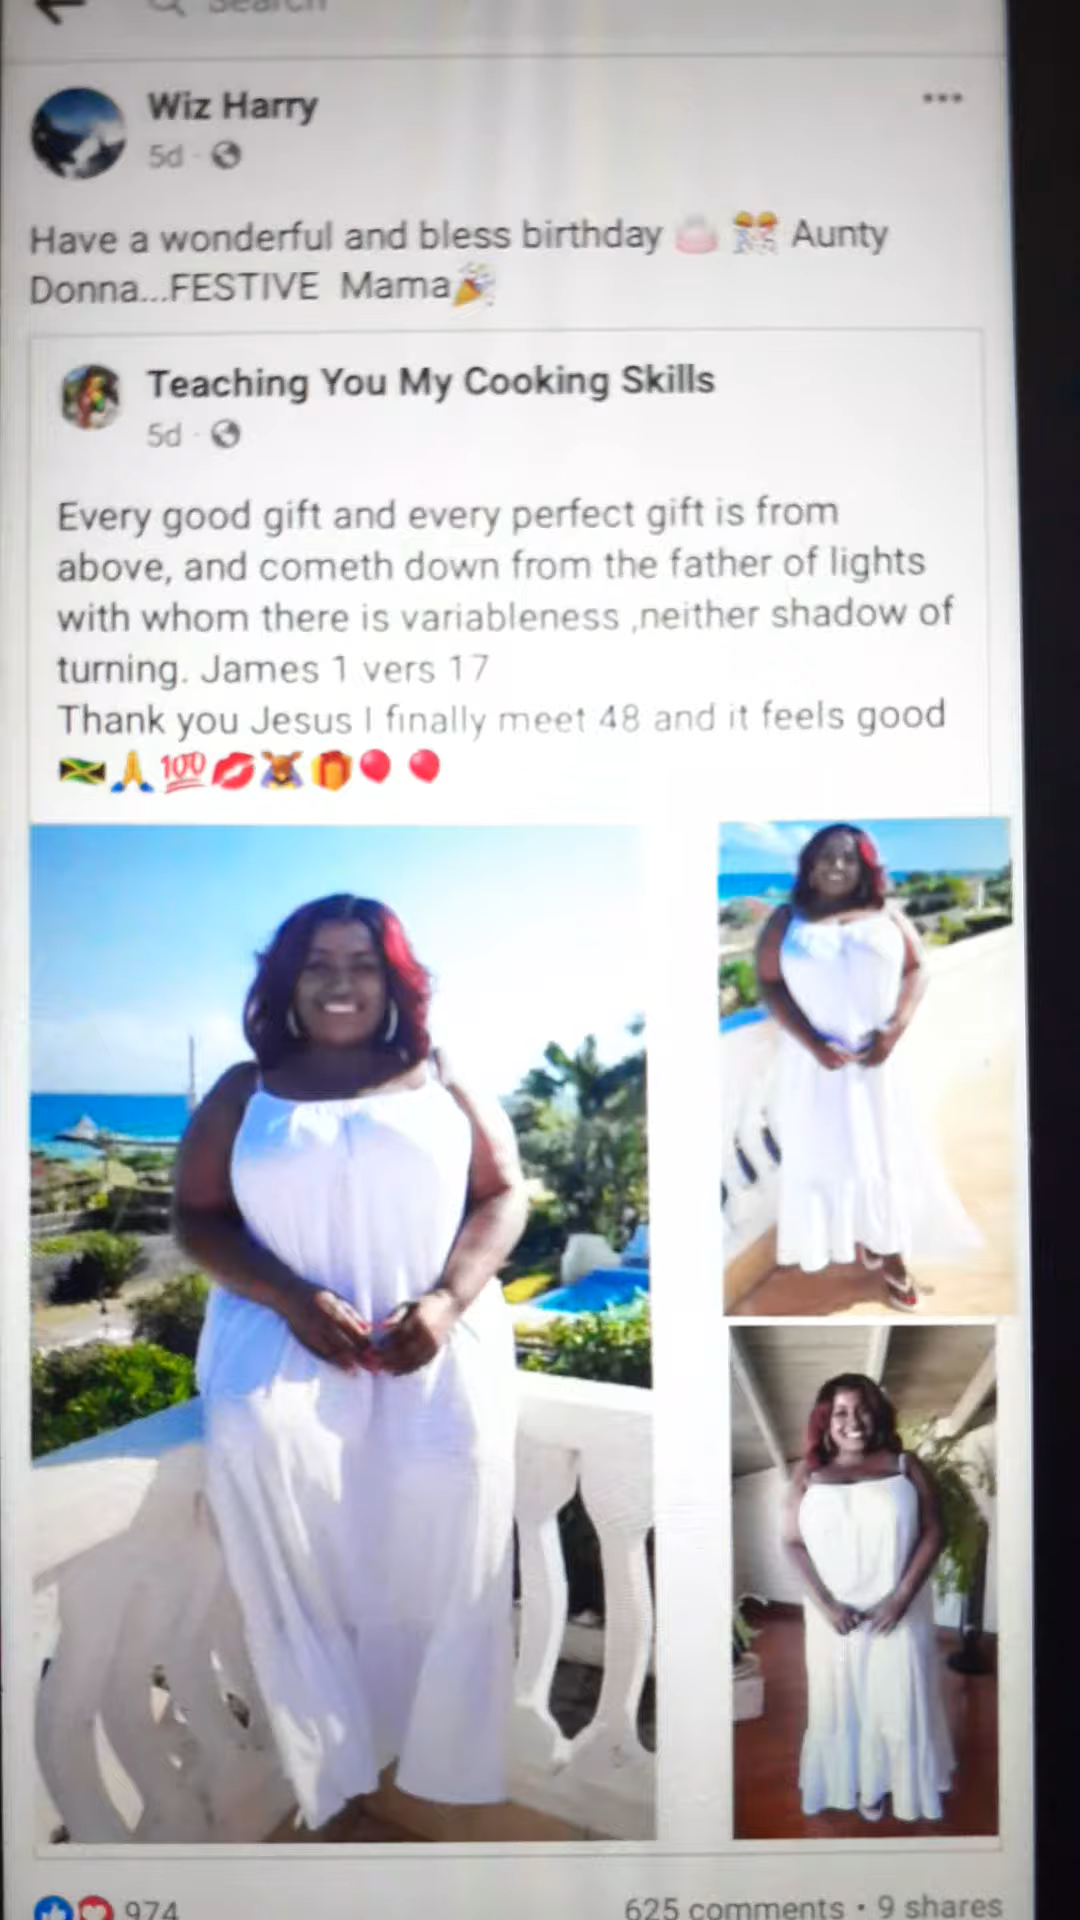 Search
Wiz Harry
5d
Have a wonderful and bless birthday 🎂 👯 Aunty
Donna...FESTIVE Mama🎉
Teaching You My Cooking Skills
5d
Every good gift and every perfect gift is from
above, and cometh down from the father of lights
with whom there is variableness ,neither shadow of
turning. James 1 vers 17
Thank you Jesus I finally meet 48 and it feels good
🇯🇲🙏💯💋🙇🎁🎈🎈
974
625 comments • 9 shares